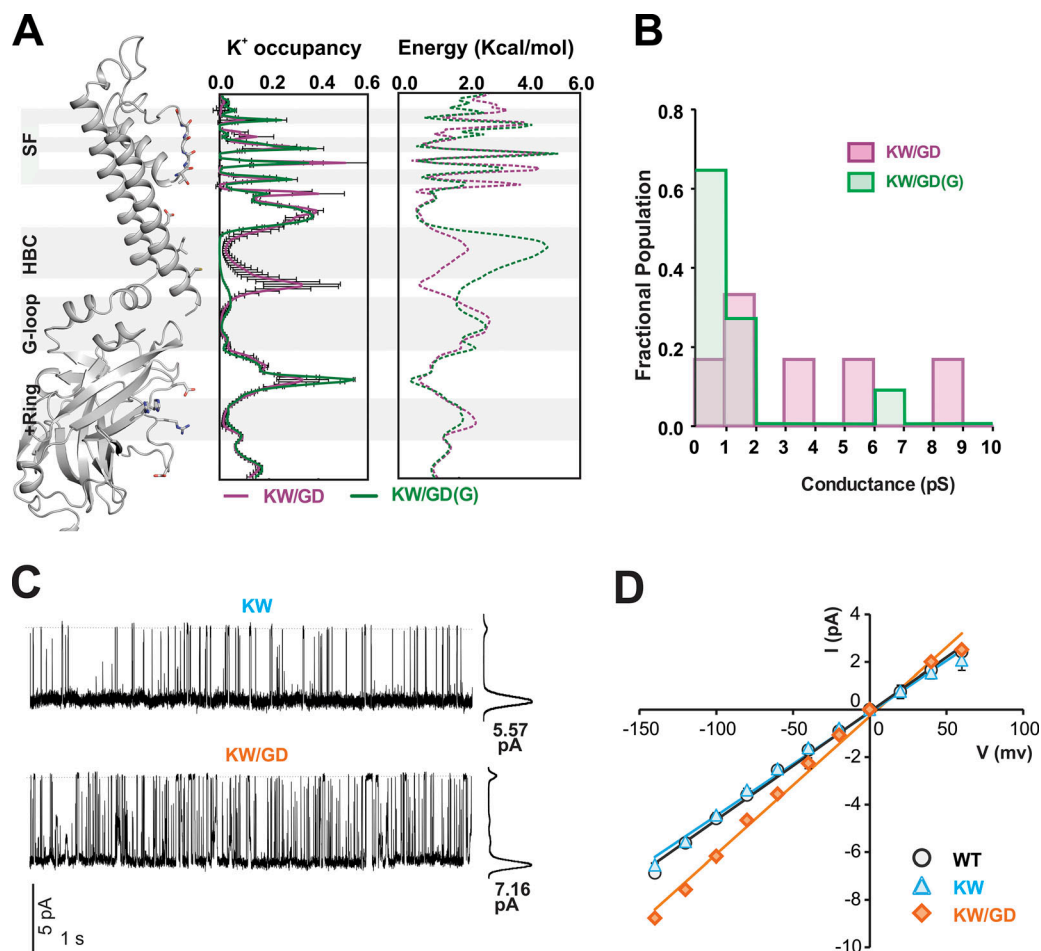 A
K+ occupancy
Energy (Kcal/mol)
0.0 0.2 0.4 0.6
0.0 2.0 4.0 6.0
SF
HBC
G-loop
+Ring
KW/GD
KW/GD(G)
B
0.8
0.6
0.4
0.2
0.0
Fractional Population
KW/GD
KW/GD(G)
0 1 2 3 4 5 6 7 8 9 10
Conductance (pS)
C
KW
5.57
pA
KW/GD
7.16
pA
5 pA
1 s
D
I (pA)
4
2
0
-150 -100 -50 0 50 100
V (mv)
-2
-4
-6
-8
-10
WT
KW
KW/GD